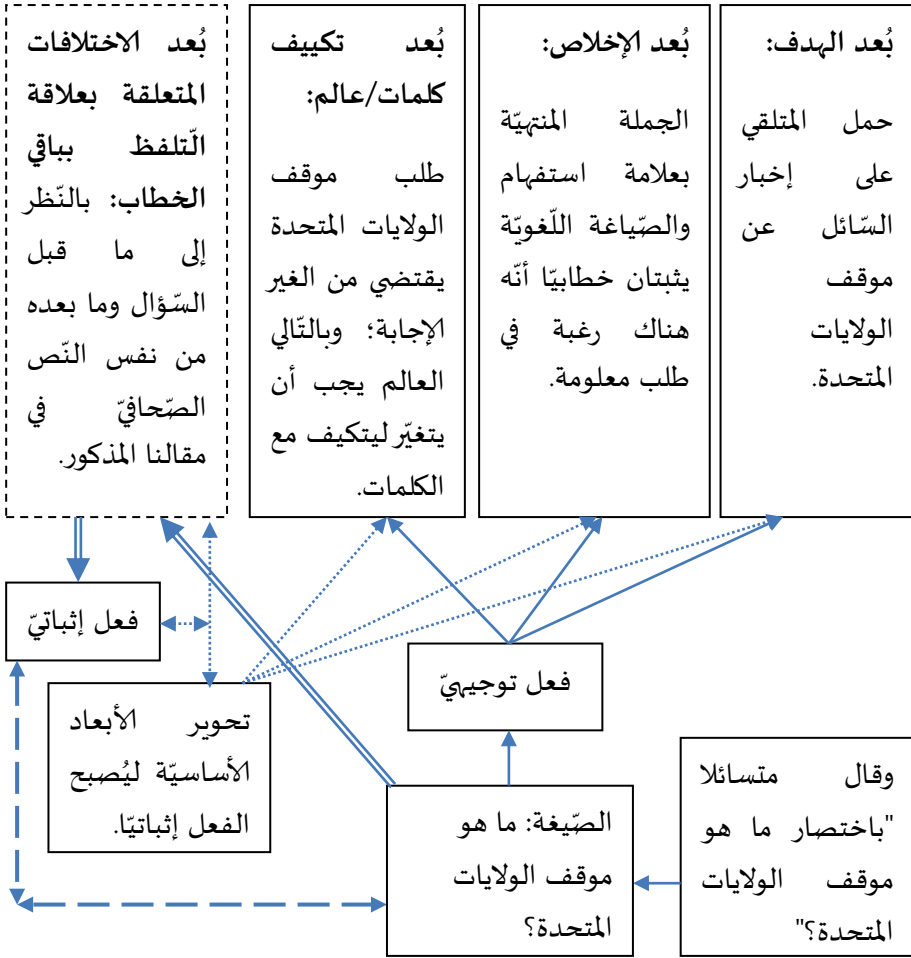 بُعد الهدف:
حمل المتلقي
على إخبار
السّائل عن
موقف
الولايات
المتحدة.
بُعد الإخلاص:
الجملة المنتهيّة
بعلامة استفهام
والصّياغة اللّغويّة
يثبتان خطابيّا أنّه
هناك رغبة في
طلب معلومة.
بُعد تكييف
كلمات/عالم:
طلب موقف
الولايات المتحدة
يقتضي من الغير
الإجابة؛ وبالتّالي
العالم يجب أن
يتغيّر ليتكيف مع
الكلمات.
بُعد الاختلافات
المتعلقة بعلاقة
التّلفظ بباقي
الخطاب: بالنّظر
إلى ما قبل
السّؤال وما بعده
من نفس النّص
الصّحافيّ في
مقالنا المذكور.
فعل إثباتيّ
فعل توجيهيّ
تحوير الأبعاد
الأساسيّة ليُصبح
الفعل إثباتيّا.
وقال متسائلا
"باختصار ما هو
موقف الولايات
المتحدة؟"
الصّيغة: ما هو
موقف الولايات
المتحدة؟